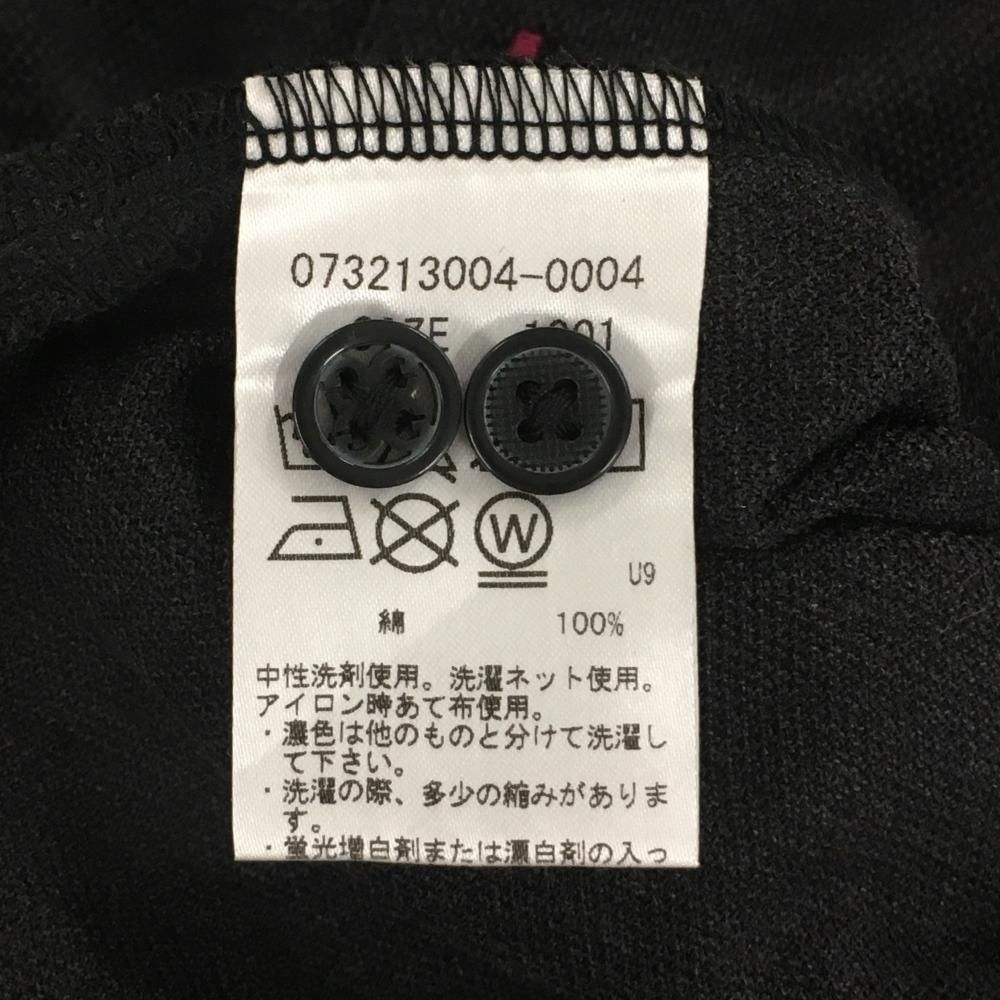 073213004-0004
W
U9
綿 100%
中性洗剤使用。洗濯ネット使用。
アイロン時あて布使用。
・濃色は他のものと分けて洗濯し
て下さい。
・洗濯の際、多少の縮みがありま
す。
・蛍光増白剤または漂白剤の入っ